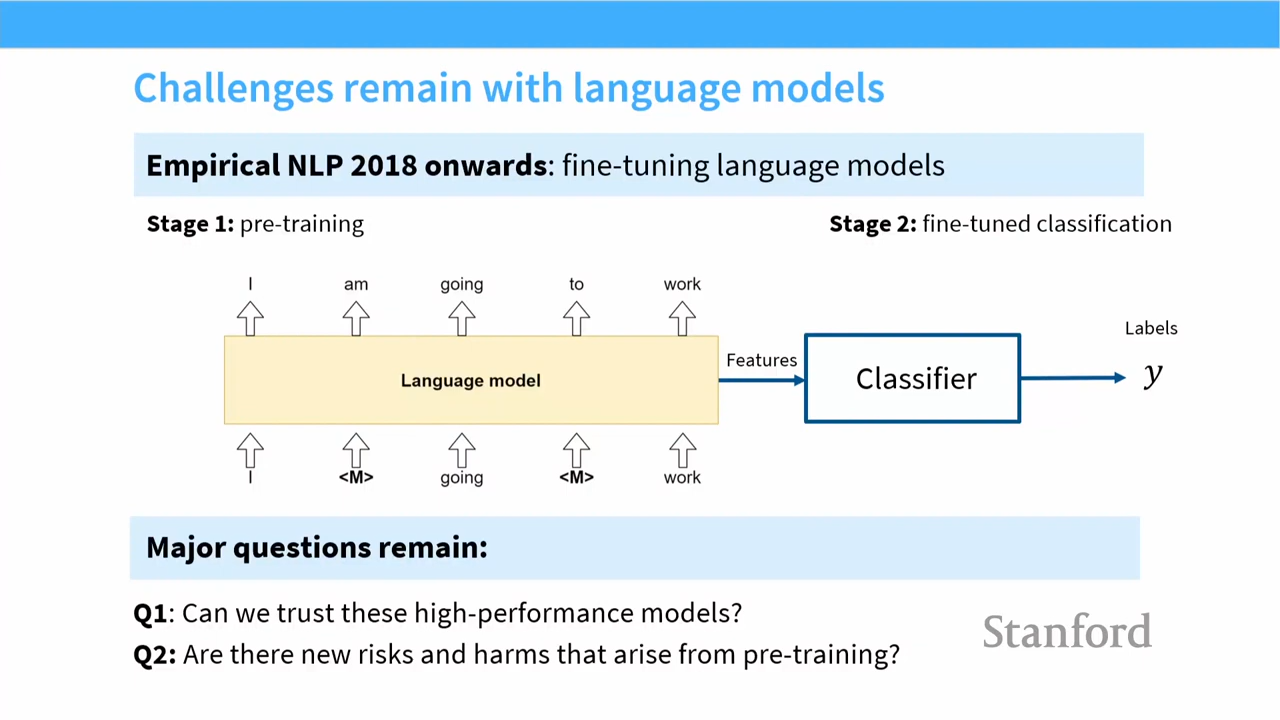 Challenges remain with language models
Empirical NLP 2018 onwards: fine-tuning language models
Stage 1: pre-training
Stage 2: fine-tuned classification
I am going to work
Language model
Features
Classifier
Labels
y
I <M> going <M> work
Major questions remain:
Q1: Can we trust these high-performance models?
Q2: Are there new risks and harms that arise from pre-training?
Stanford